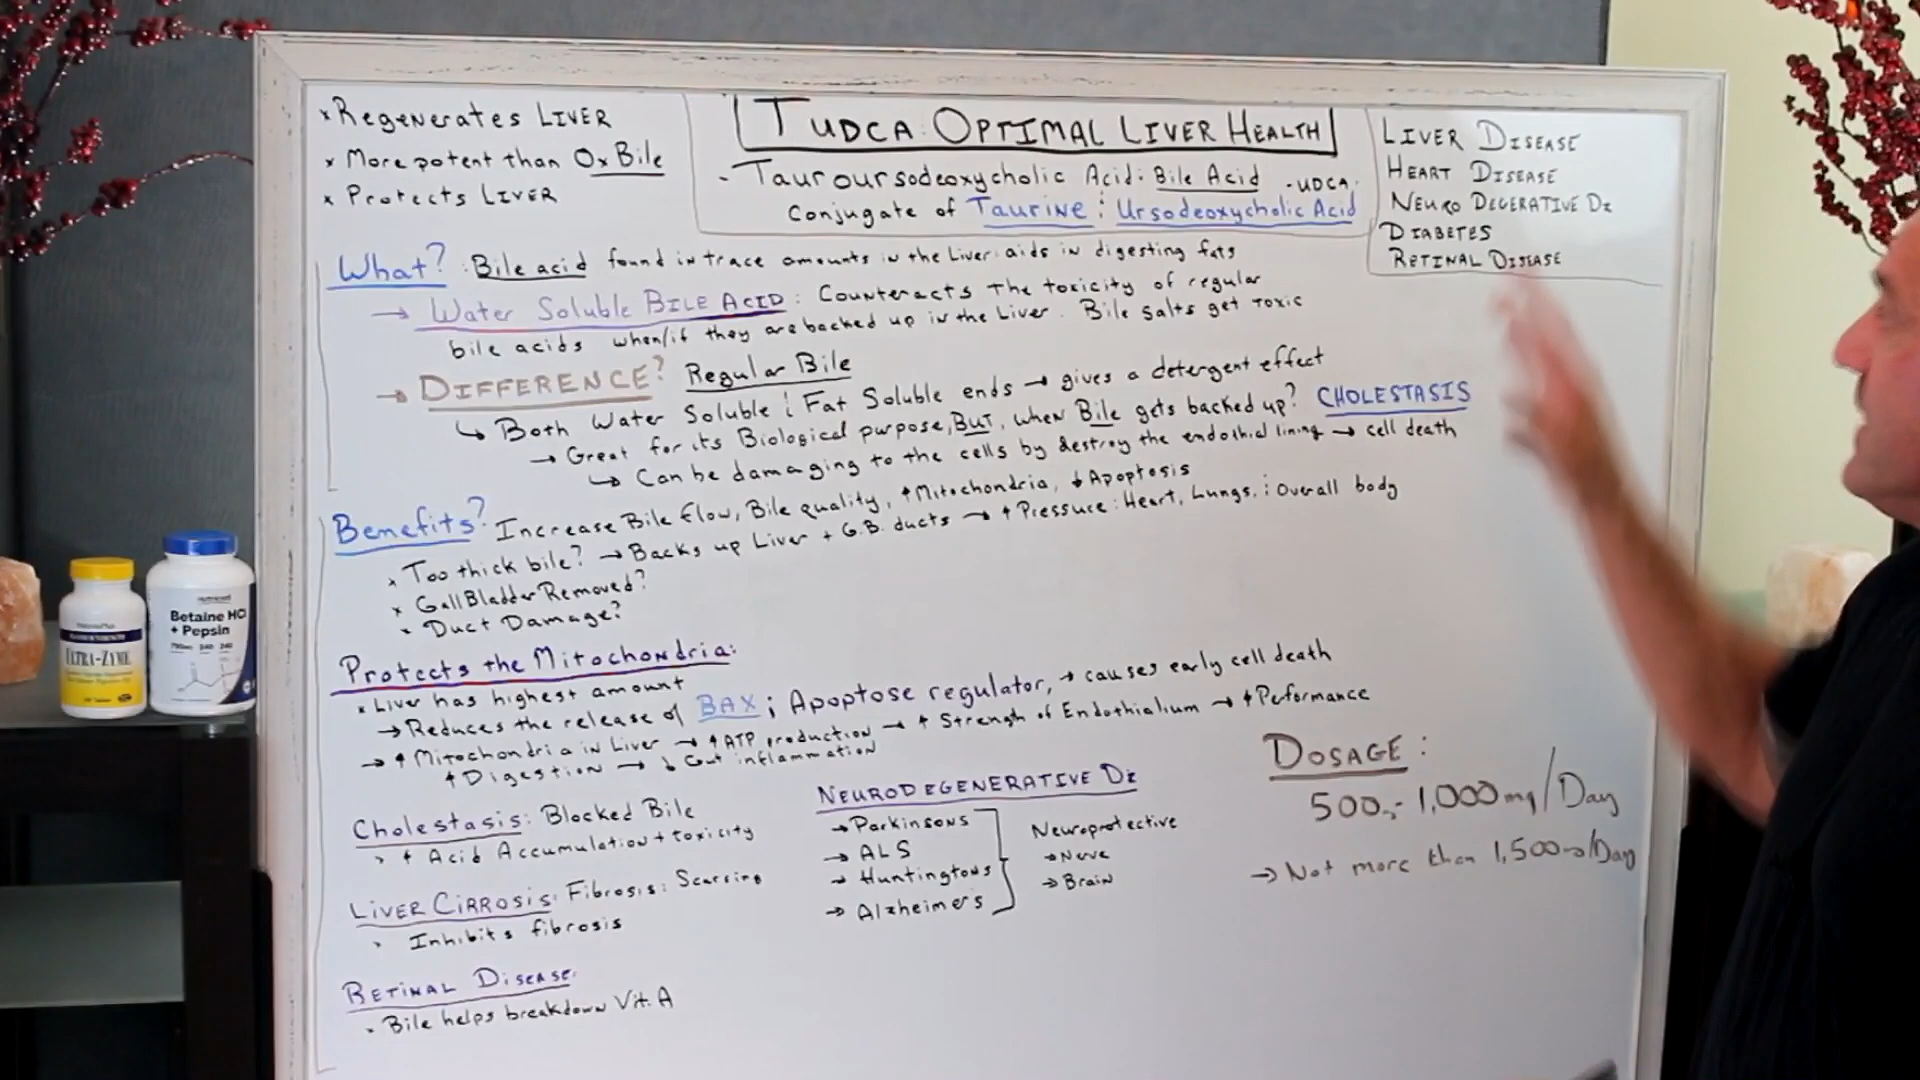 x Regenerates LIVER
x More potent than Ox Bile
x Protects LIVER
TUDCA: OPTIMAL LIVER HEALTH
- Tauroursodeoxycholic Acid: Bile Acid - UDCA
Conjugate of Taurine : Ursodeoxycholic Acid
LIVER DISEASE
HEART DISEASE
NEURO DEGERATIVE Dz
DIABETES
RETINAL DISEASE
What? : Bile acid found in trace amounts in the Liver: aids in digesting fats
→ Water Soluble BILE ACID : Counteracts The toxicity of regular
bile acids when/if they are backed up in the Liver. Bile salts get toxic
→ DIFFERENCE? Regular Bile
↳ Both Water Soluble & Fat Soluble ends → gives a detergent effect
→ Great for its Biological purpose, BUT, when Bile gets backed up? CHOLESTASIS
↳ Can be damaging to the cells by destroy the endothial lining → cell death
Benefits? Increase Bile flow, Bile quality, ↑Mitochondria, ↓Apoptosis
x Too thick bile? → Backs up Liver + G.B. ducts → ↑ Pressure: Heart, Lungs, : Overall body
x GallBladder Removed?
x Duct Damage?
Protects the Mitochondria:
x Liver has highest amount
→ Reduces the release of BAX ; Apoptose regulator, → causes early cell death
→ ↑ Mitochondria in Liver → ↑ATP production → ↑ Strength of Endothialium → ↑Performance
↑ Digestion → ↓ Gut inflammation
Cholestasis: Blocked Bile
> ↑ Acid Accumulation + toxicity
LIVER CIRROSIS: Fibrosis: Scarring
> Inhibits fibrosis
RETINAL DISEASE:
x Bile helps breakdown Vit. A
NEURODEGENERATIVE Dz
→ Parkinsons
→ ALS
→ Huntingtons
→ Alzheimers
Neuroprotective
→ Nerve
→ Brain
DOSAGE :
500 - 1,000mg/Day
→ Not more than 1,500mg/Day
ULTRA-ZYME
Betaine HCl
+ Pepsin
240 240